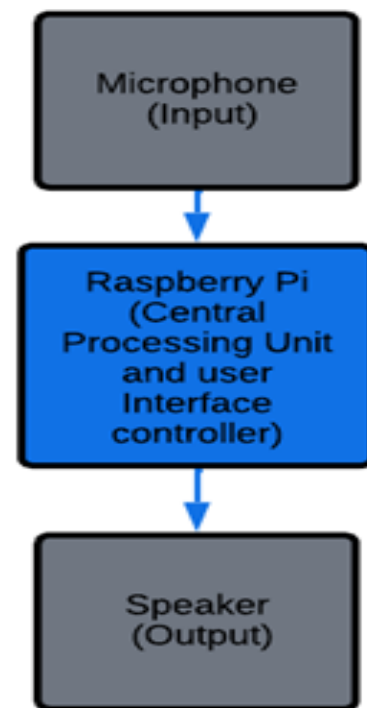 Microphone
(Input)
Raspberry Pi
(Central
Processing Unit
and user
Interface
controller)
Speaker
(Output)